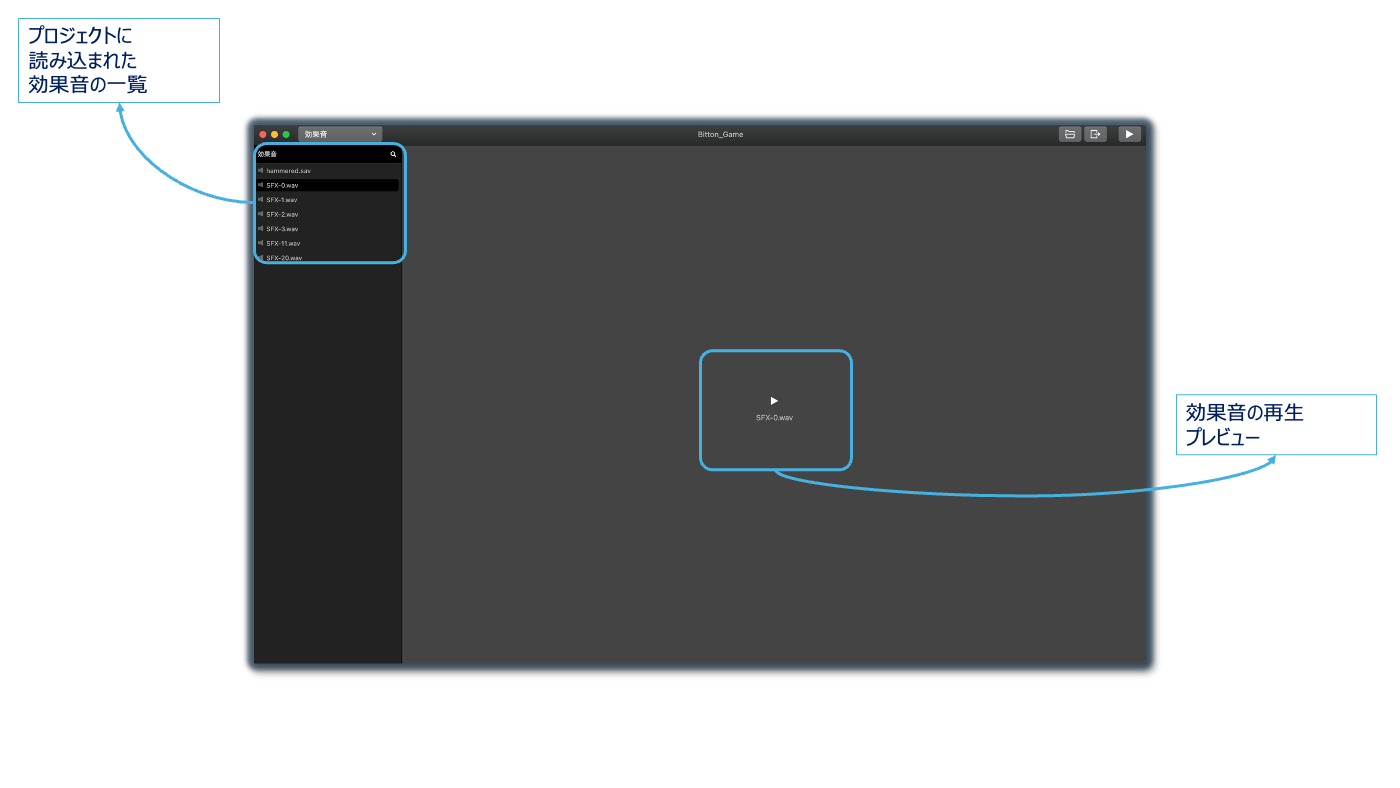 プロジェクトに
読み込まれた
効果音の一覧
効果音
Bitton_Game
効果音
hammered.sav
SFX-0.wav
SFX-1.wav
SFX-2.wav
SFX-3.wav
SFX-11.wav
SFX-20.wav
SFX-0.wav
効果音の再生
プレビュー